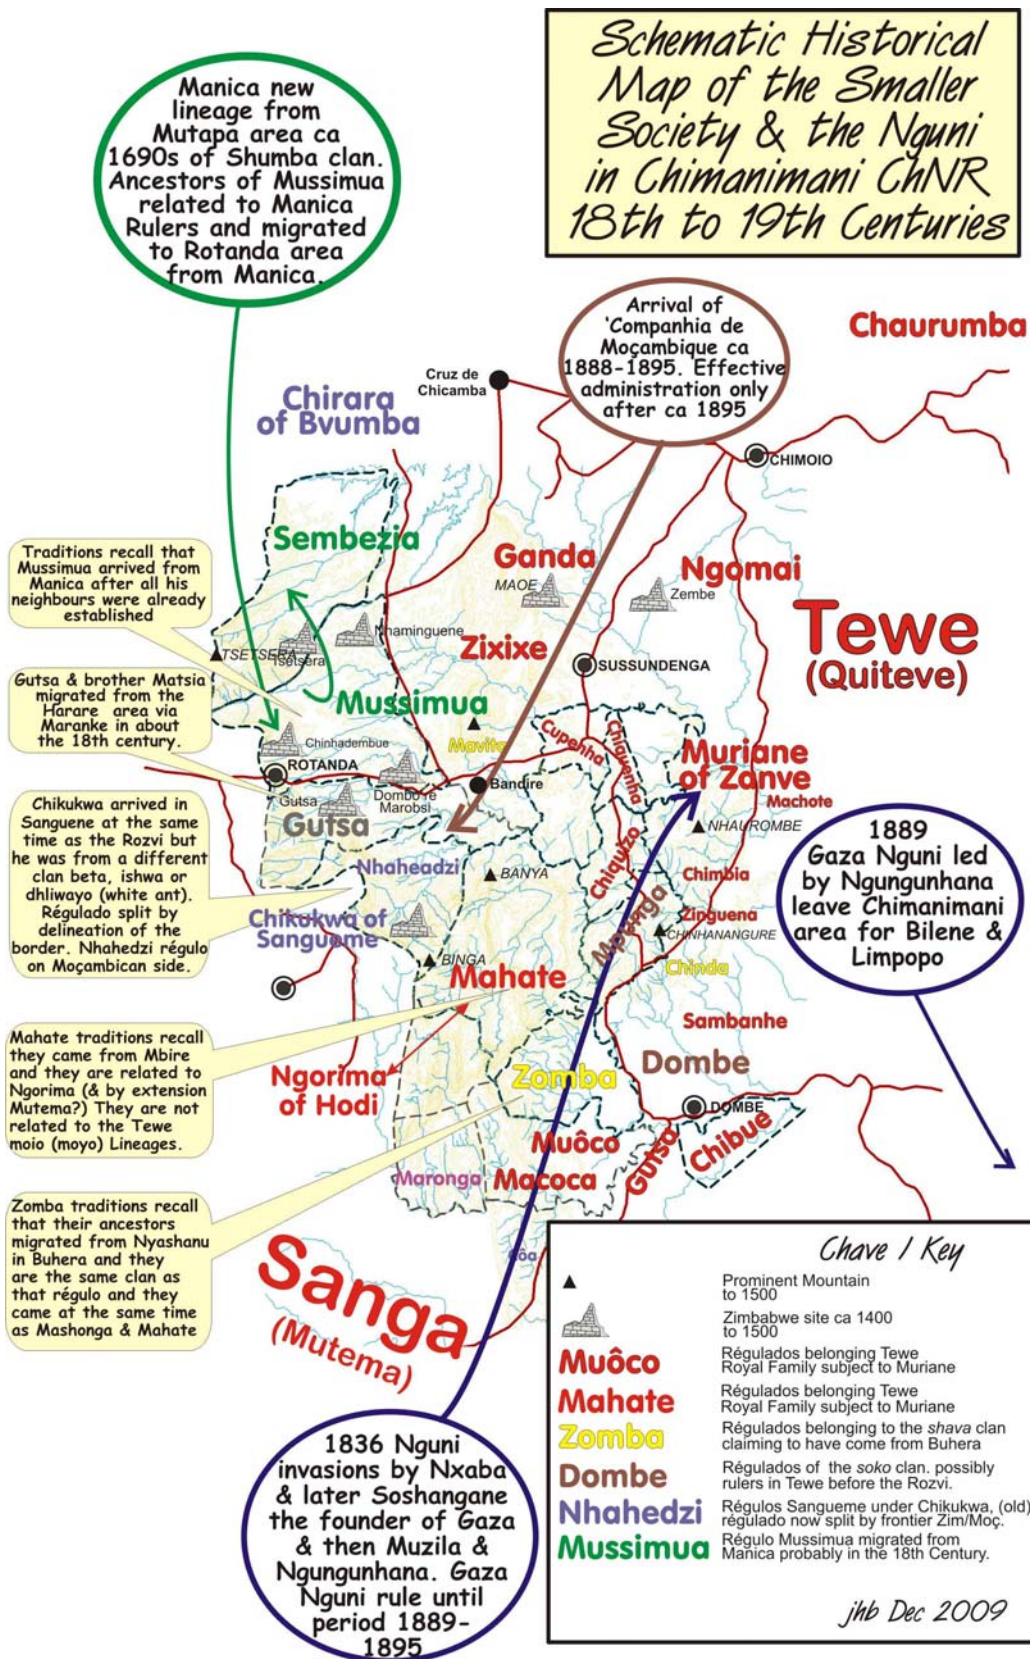 Schematic Historical
Map of the Smaller
Society & the Nguni
in Chimanimani ChNR
18th to 19th Centuries
Manica new
lineage from
Mutapa area ca
1690s of Shumba clan.
Ancestors of Mussimua
related to Manica
Rulers and migrated
to Rotanda area
from Manica.
Arrival of
'Companhia de
Moçambique ca
1888-1895. Effective
administration only
after ca 1895
Chaurumba
Cruz de
Chicamba
Chirara
of Bvumba
CHIMOIO
Sembezia
Ganda
MAOE
Ngomai
Zembe
Traditions recall that
Mussimua arrived from
Manica after all his
neighbours were already
established
Nhaminguene
TSETSERA
Tsetsera
Zixixe
Tewe
(Quiteve)
SUSSUNDENGA
Gutsa & brother Matsia
migrated from the
Harare area via
Maranke in about
the 18th century.
Mussimua
Mavita
Cupenha
Chiquenha
Muriane
of Zanve
Chinhadembue
ROTANDA
Gutsa
Dombo re
Marobsi
Bandire
Machote
Gutsa
NHAUROMBE
Chikukwa arrived in
Sanguene at the same
time as the Rozvi but
he was from a different
clan beta, ishwa or
dhliwayo (white ant).
Régulado split by
delineation of the
border. Nhahedzi régulo
on Moçambican side.
Nhaheadzi
BANYA
Chiquizo
Chimbia
Chikukwa of
Sangueme
Zinguena
CHINHANANGURE
BINGA
Chinda
1889
Gaza Nguni led
by Ngungunhana
leave Chimanimani
area for Bilene &
Limpopo
Mahate
Mahate traditions recall
they came from Mbire
and they are related to
Ngorima (& by extension
Mutema?) They are not
related to the Tewe
moio (moyo) Lineages.
Sambanhe
Dombe
Ngorima
of Hodi
Zomba
DOMBE
Muôco
Gutsa
Chibue
Maronga
Macoca
Zomba traditions recall
that their ancestors
migrated from Nyashanu
in Buhera and they
are the same clan as
that régulo and they
came at the same time
as Mashonga & Mahate
Sanga
(Mutema)
1836 Nguni
invasions by Nxaba
& later Soshangane
the founder of Gaza
& then Muzila &
Ngungunhana. Gaza
Nguni rule until
period 1889-
1895
Chave / Key
Prominent Mountain
to 1500
Zimbabwe site ca 1400
to 1500
Muôco Régulados belonging Tewe
Royal Family subject to Muriane
Mahate Régulados belonging Tewe
Royal Family subject to Muriane
Zomba Régulados belonging to the shava clan
claiming to have come from Buhera
Dombe Régulados of the soko clan. possibly
rulers in Tewe before the Rozvi.
Nhahedzi Régulos Sangueme under Chikukwa, (old)
régulado now split by frontier Zim/Moç.
Mussimua Régulo Mussimua migrated from
Manica probably in the 18th Century.
jhb Dec 2009